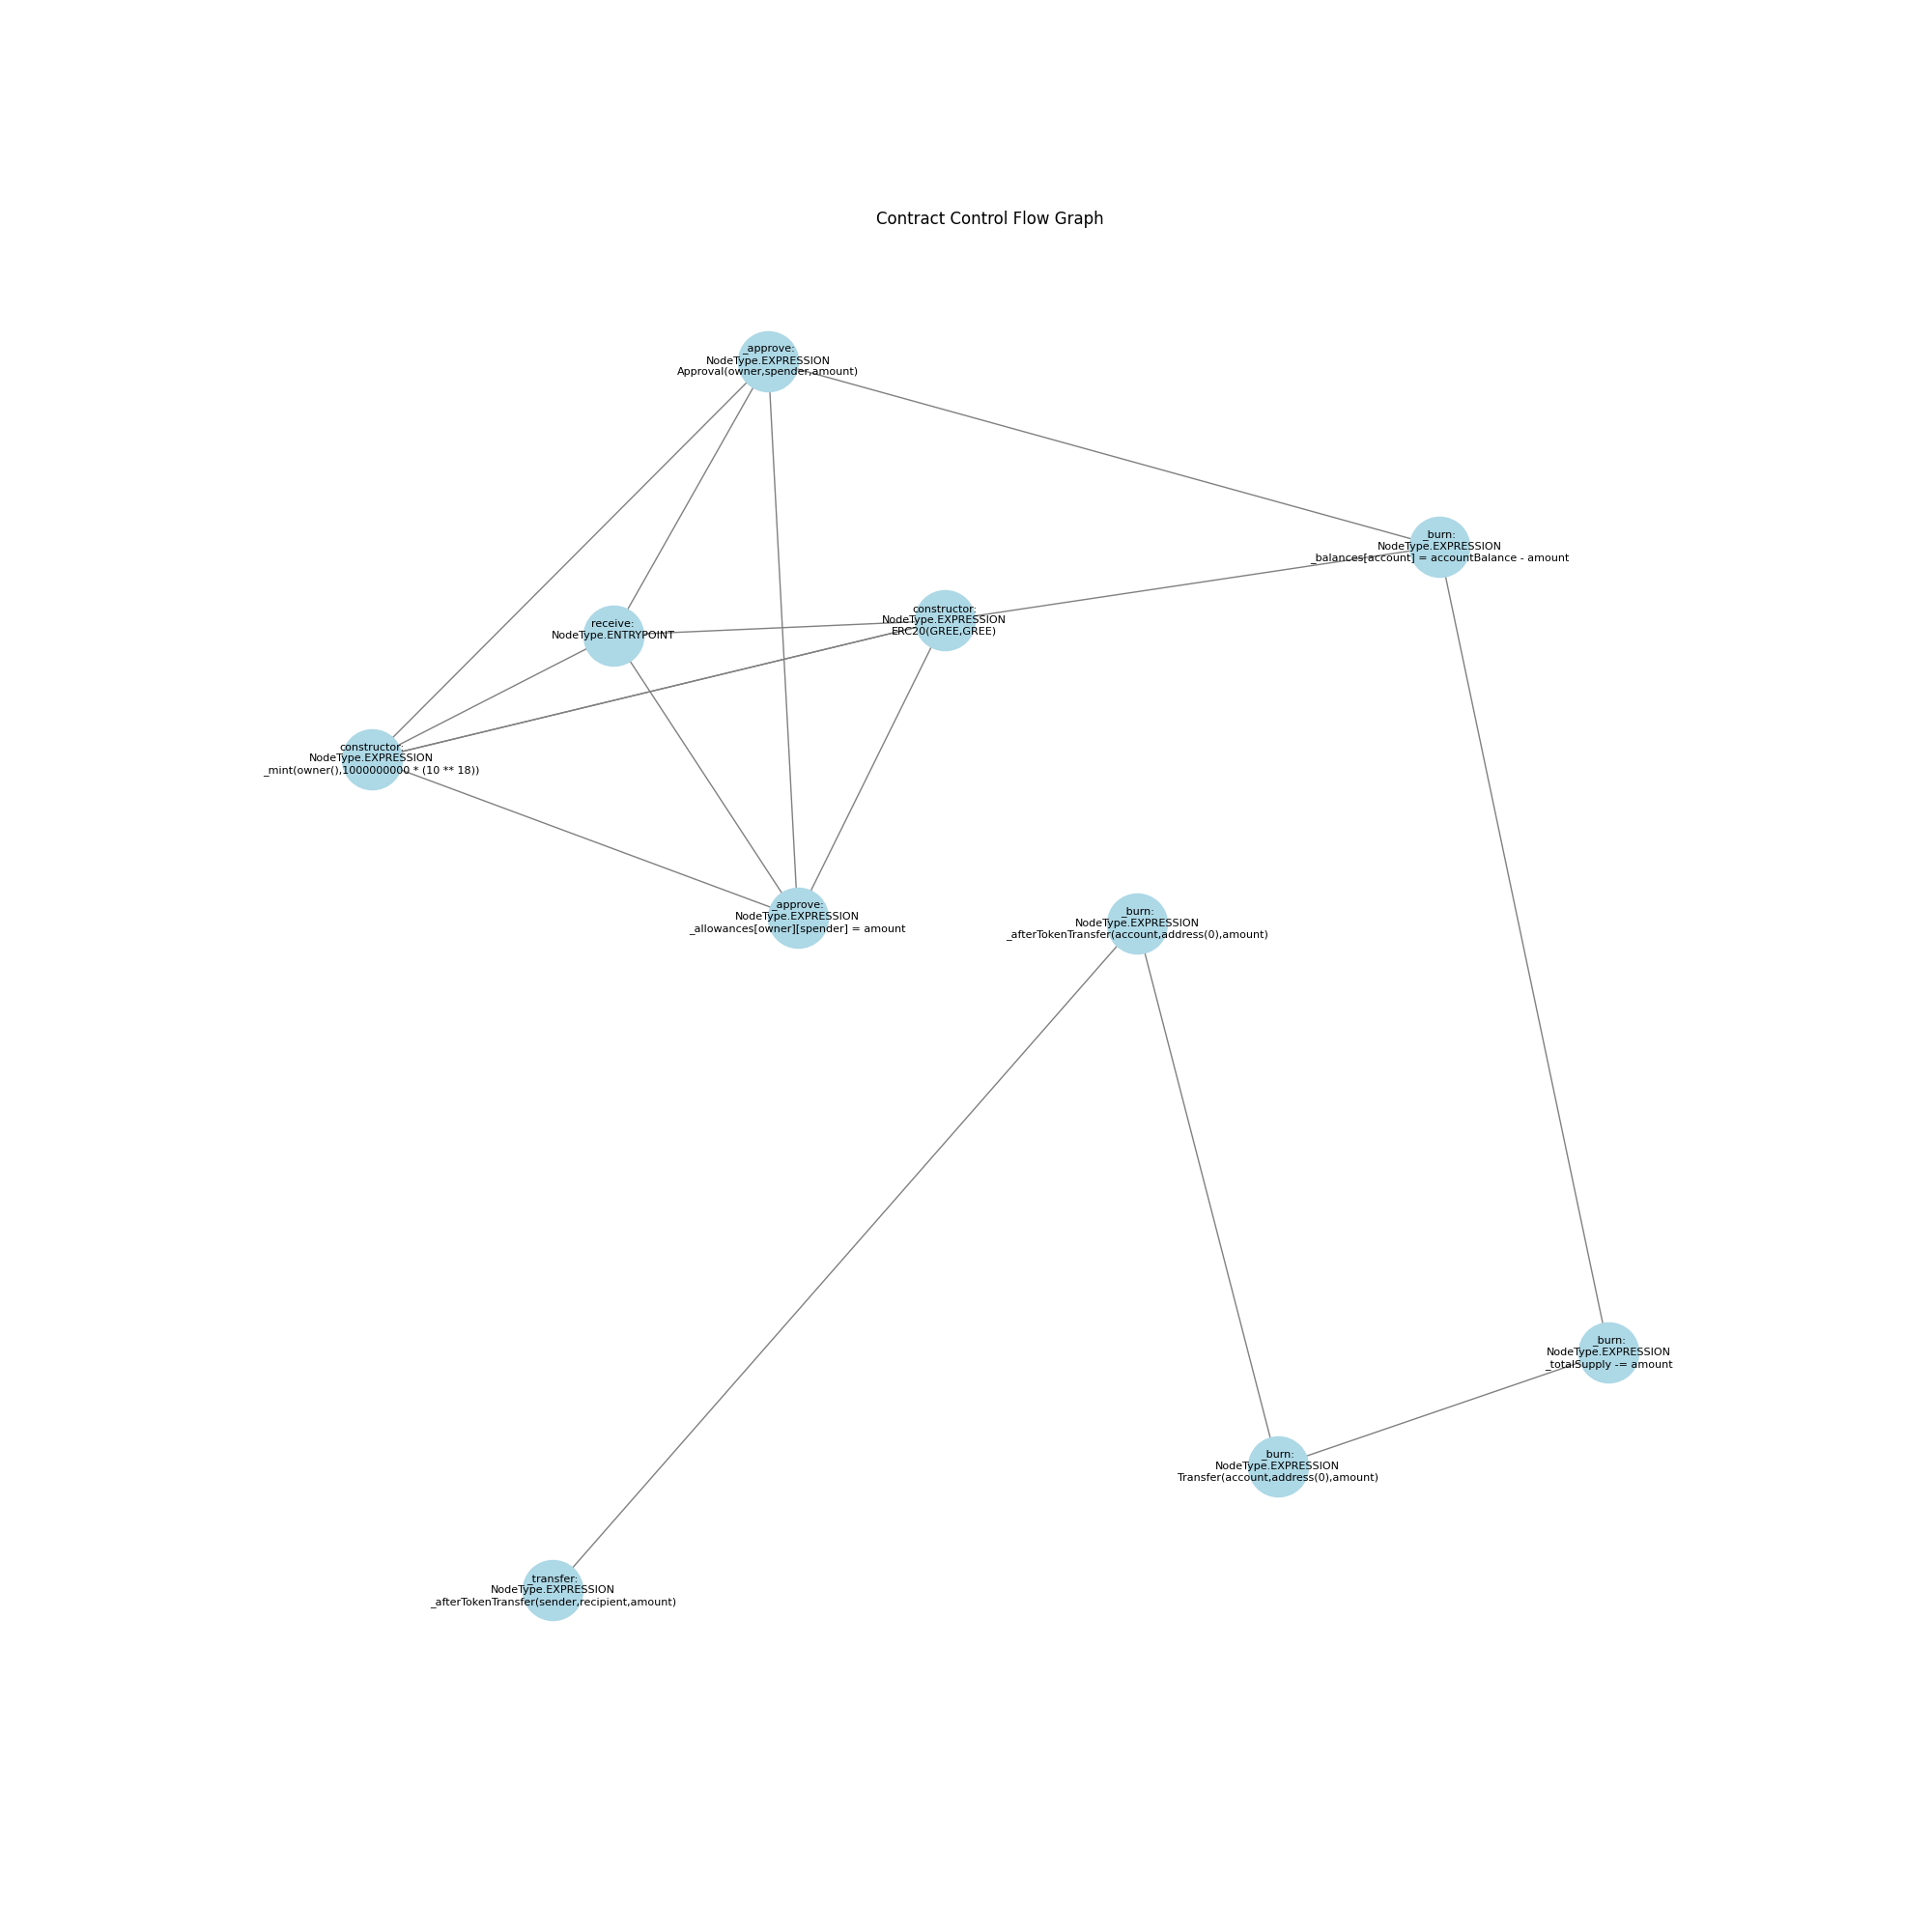 Contract Control Flow Graph
_approve:
NodeType.EXPRESSION
Approval(owner,spender,amount)
_burn:
NodeType.EXPRESSION
_balances[account] = accountBalance - amount
constructor:
NodeType.EXPRESSION
ERC20(GREE,GREE)
receive:
NodeType.ENTRYPOINT
constructor:
NodeType.EXPRESSION
_mint(owner(),1000000000 * (10 ** 18))
_approve:
NodeType.EXPRESSION
_allowances[owner][spender] = amount
_burn:
NodeType.EXPRESSION
_afterTokenTransfer(account,address(0),amount)
_burn:
NodeType.EXPRESSION
_totalSupply -= amount
_burn:
NodeType.EXPRESSION
Transfer(account,address(0),amount)
_transfer:
NodeType.EXPRESSION
_afterTokenTransfer(sender,recipient,amount)